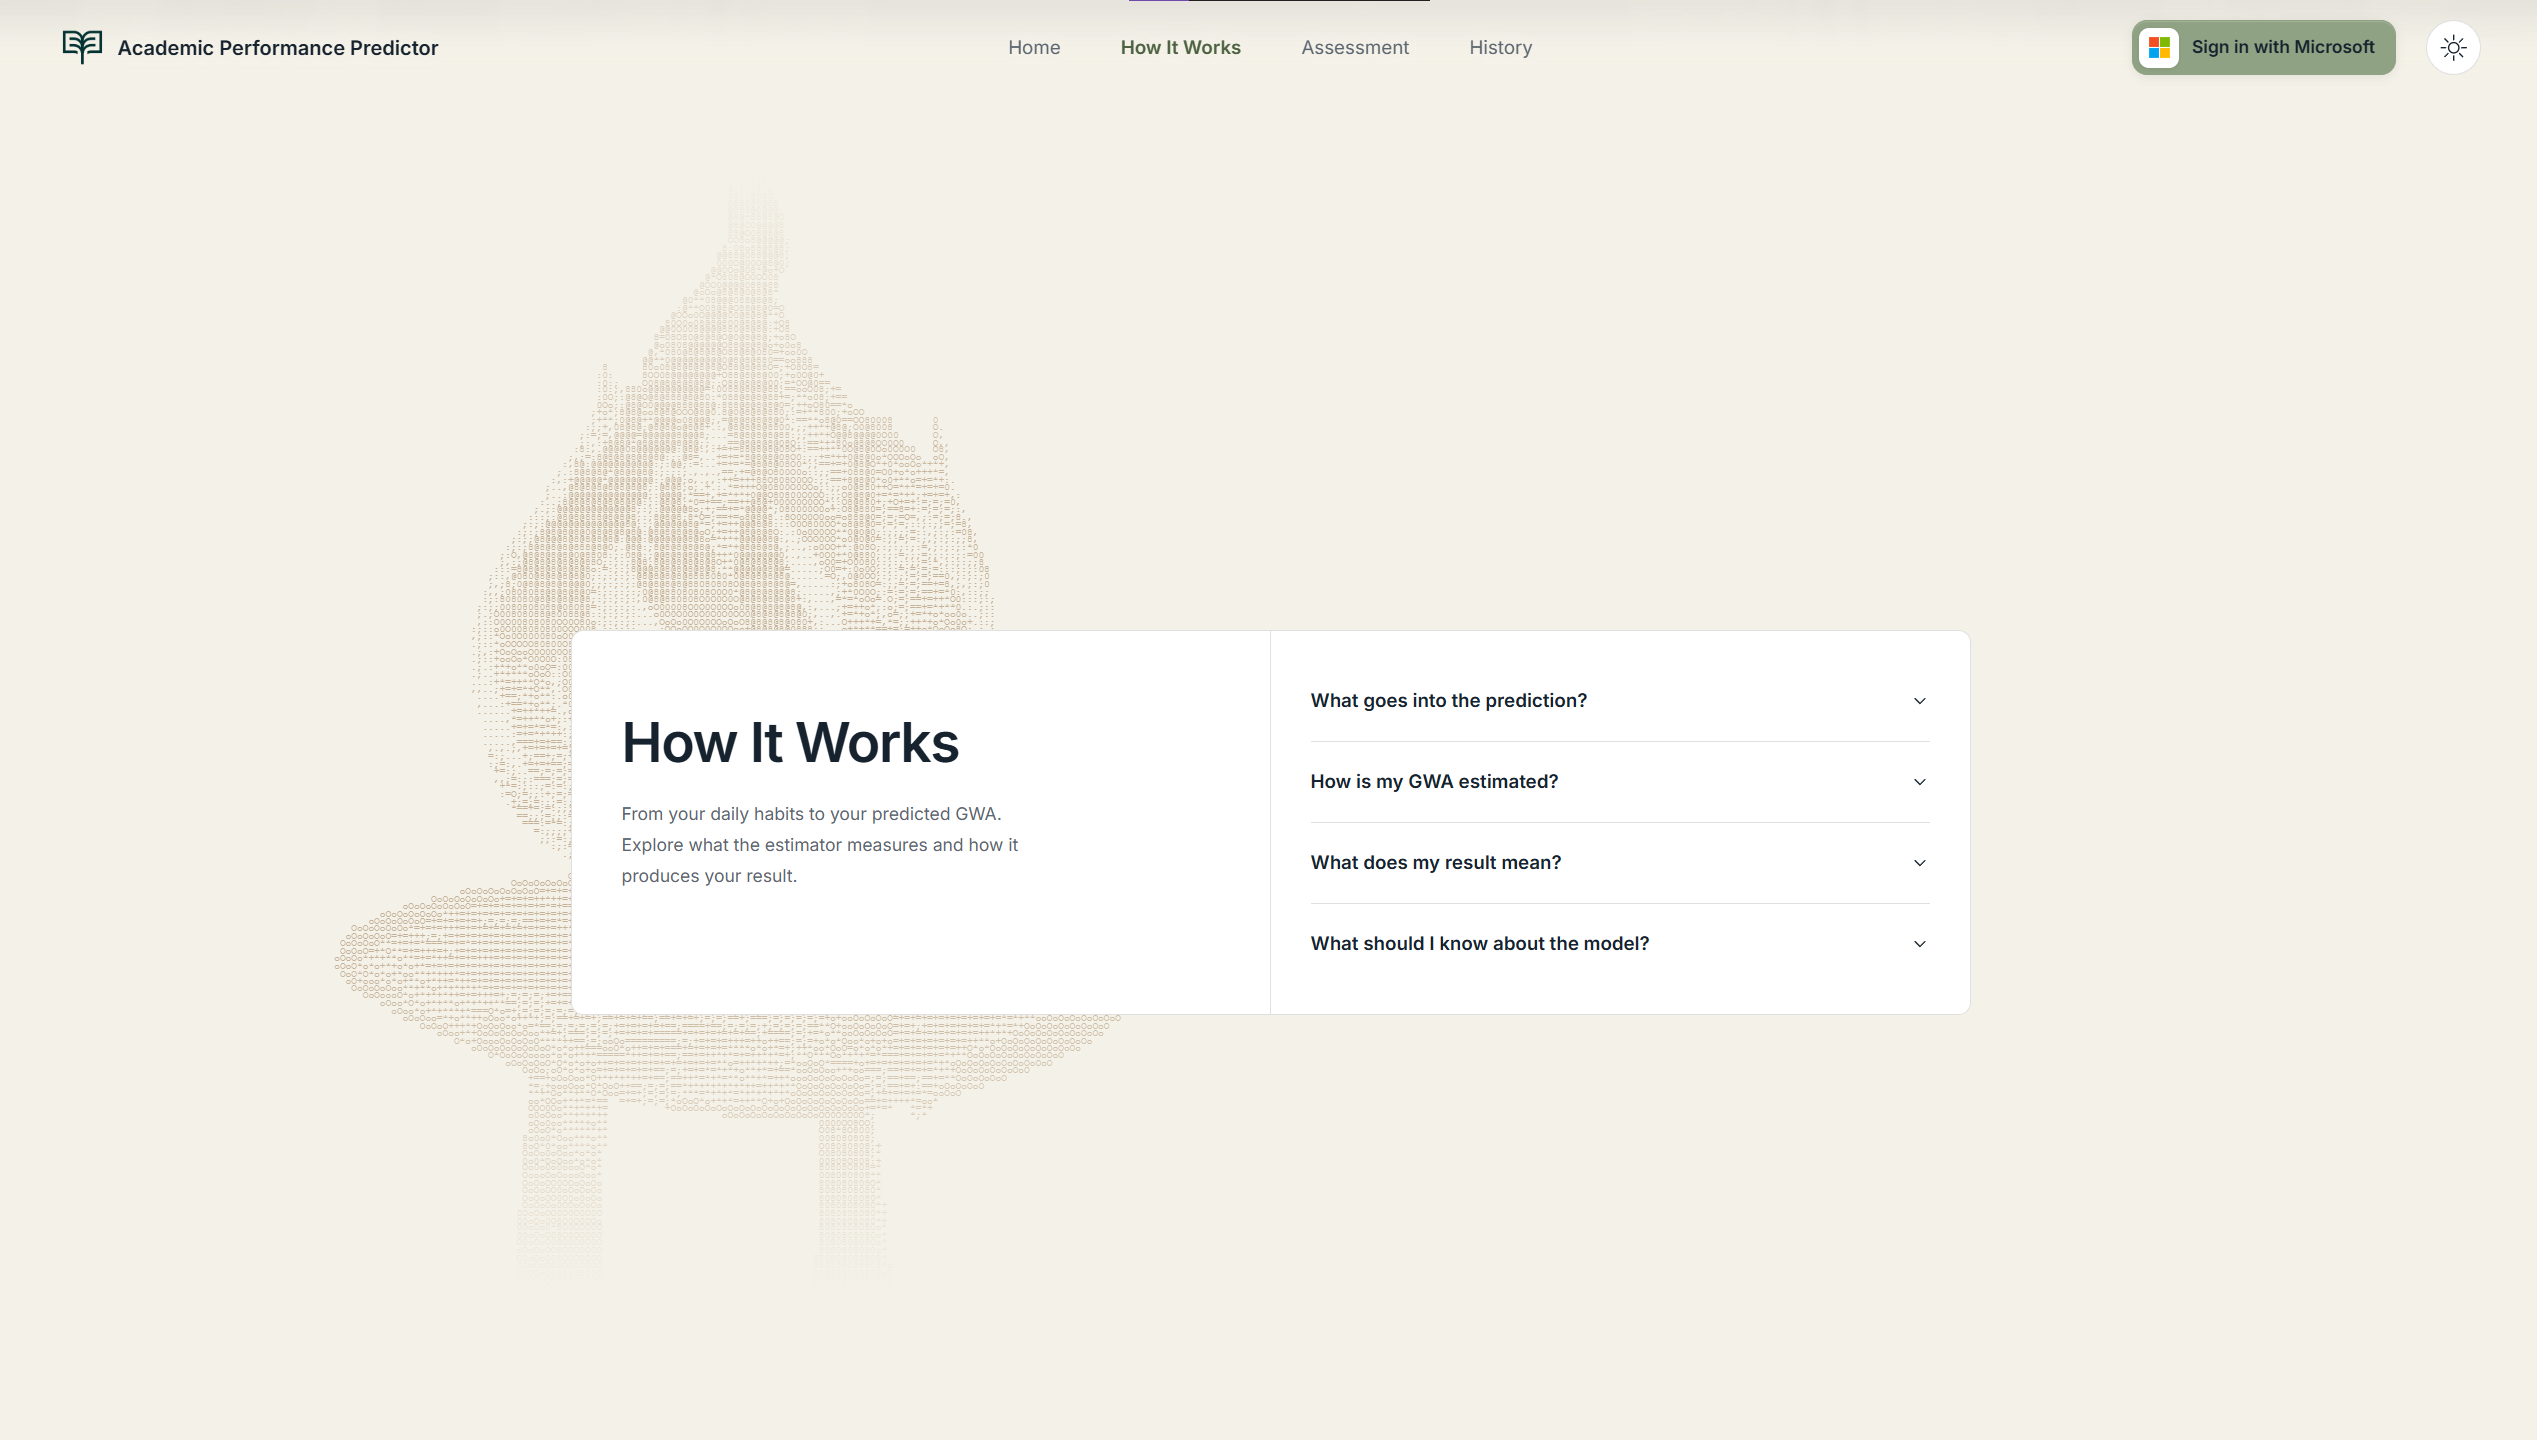 Academic Performance Predictor
Home
How It Works
Assessment
History
Sign in with Microsoft
How It Works
From your daily habits to your predicted GWA.
Explore what the estimator measures and how it
produces your result.
What goes into the prediction?
How is my GWA estimated?
What does my result mean?
What should I know about the model?